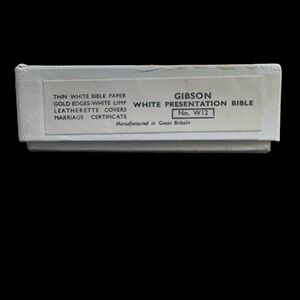 THIN WHITE BIBLE PAPER
GOLD EDGES-WHITE LIMP
LEATHERETTE COVERS
MARRIAGE CERTIFICATE
GIBSON
WHITE PRESENTATION BIBLE
No. W12
Manufactured in Great Britain